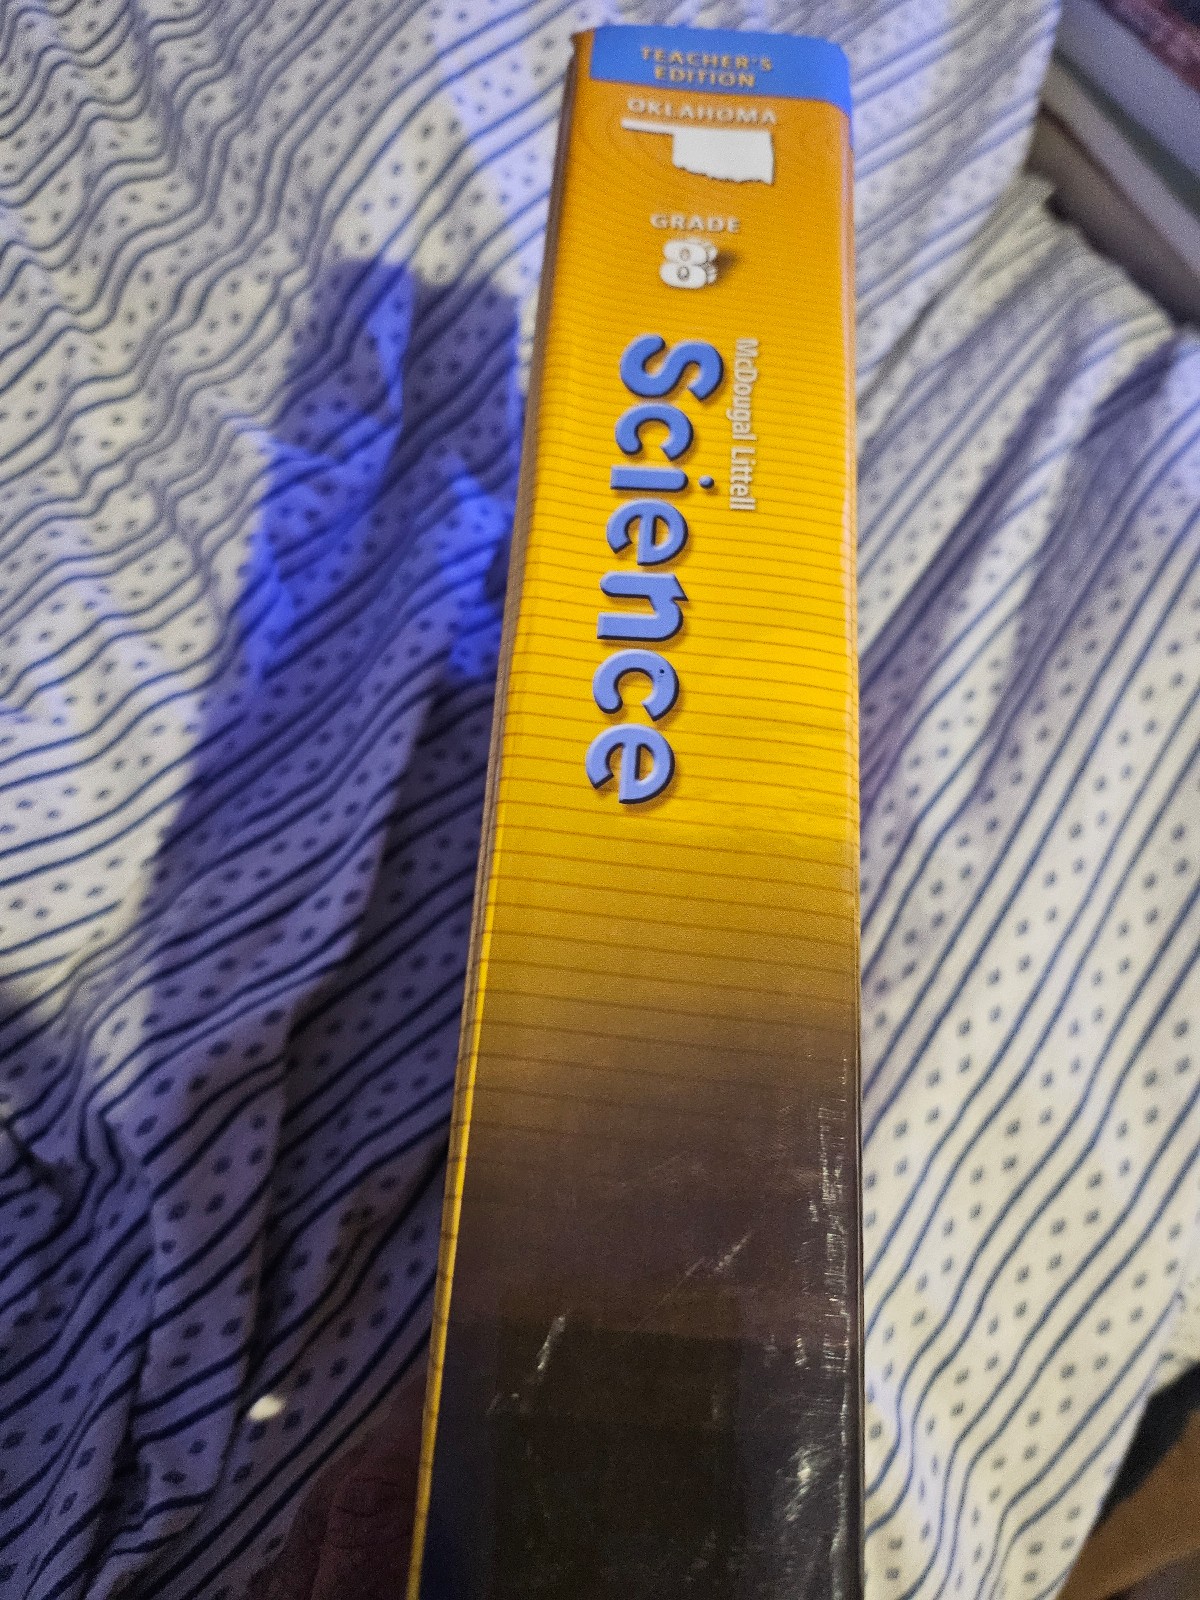 TEACHER'S
EDITION
OKLAHOMA
GRADE
8
McDougal Littell
Science